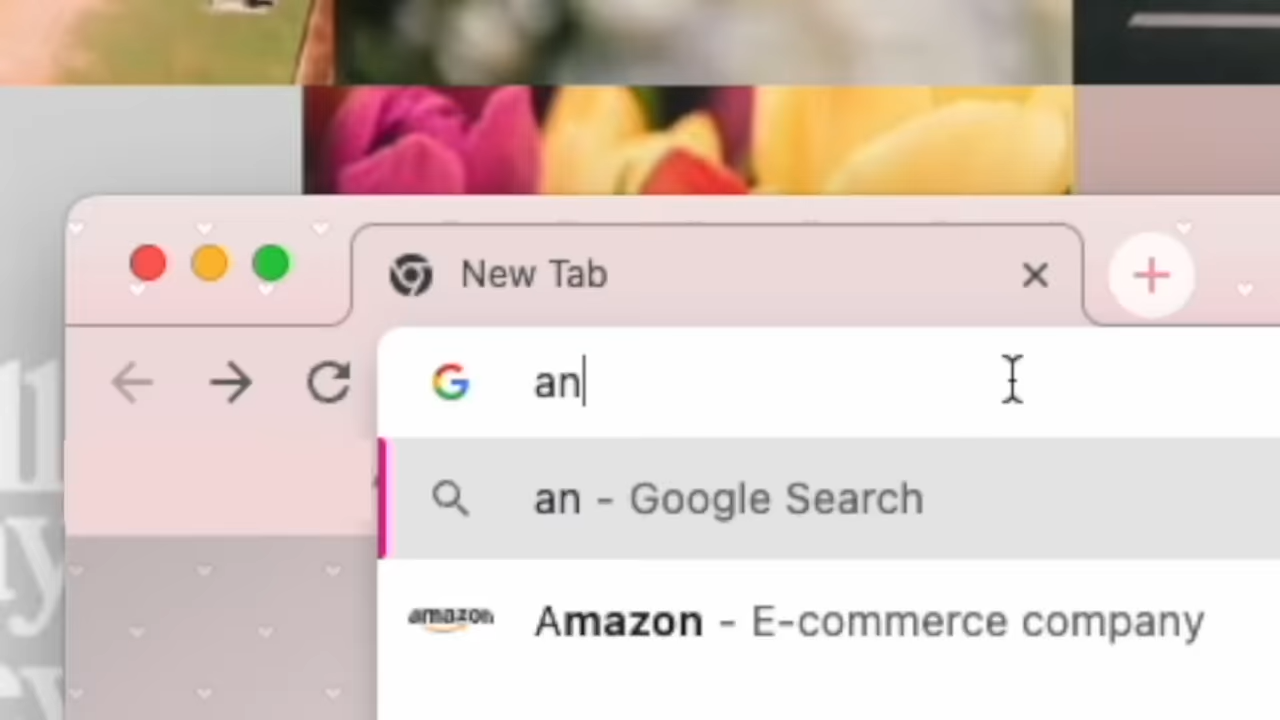 New Tab
an
an - Google Search
amazon
Amazon - E-commerce company